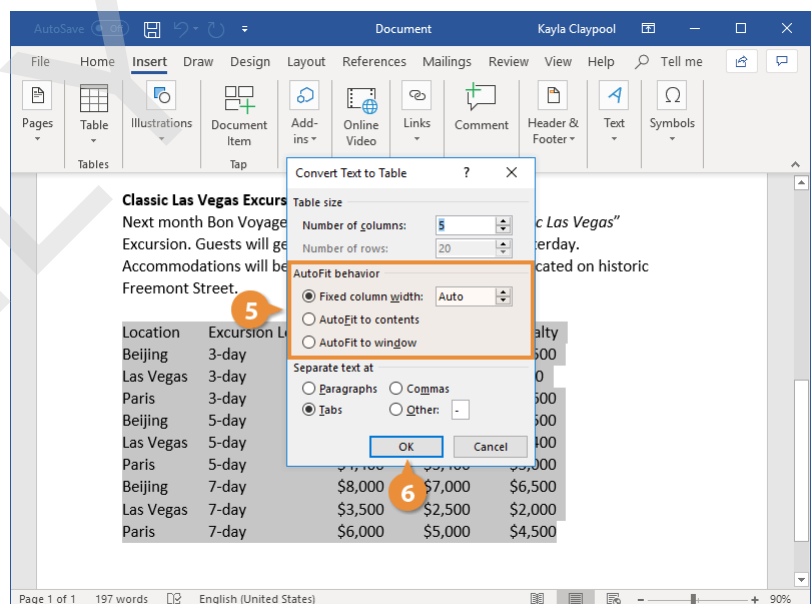 AutoSave Off Document Kayla Claypool
File Home Insert Draw Design Layout References Mailings Review View Help Tell me
Pages Table Illustrations Document Item Add-ins Online Video Links Comment Header & Footer Text Symbols
Tables Tap
Convert Text to Table ? ×
Table size
Number of columns: 5
Number of rows: 20
AutoFit behavior
Fixed column width: Auto
AutoFit to contents
AutoFit to window
Separate text at
Paragraphs Commas
Tabs Other: -
OK Cancel
5
6
Classic Las Vegas Excurs
Next month Bon Voyage c Las Vegas"
Excursion. Guests will ge erday.
Accommodations will be cated on historic
Freemont Street.
Location Excursion L alty
Beijing 3-day 500
Las Vegas 3-day 0
Paris 3-day 500
Beijing 5-day 500
Las Vegas 5-day 400
Paris 5-day
Beijing 7-day $8,000 $7,000 $6,500
Las Vegas 7-day $3,500 $2,500 $2,000
Paris 7-day $6,000 $5,000 $4,500
Page 1 of 1 197 words English (United States) 90%